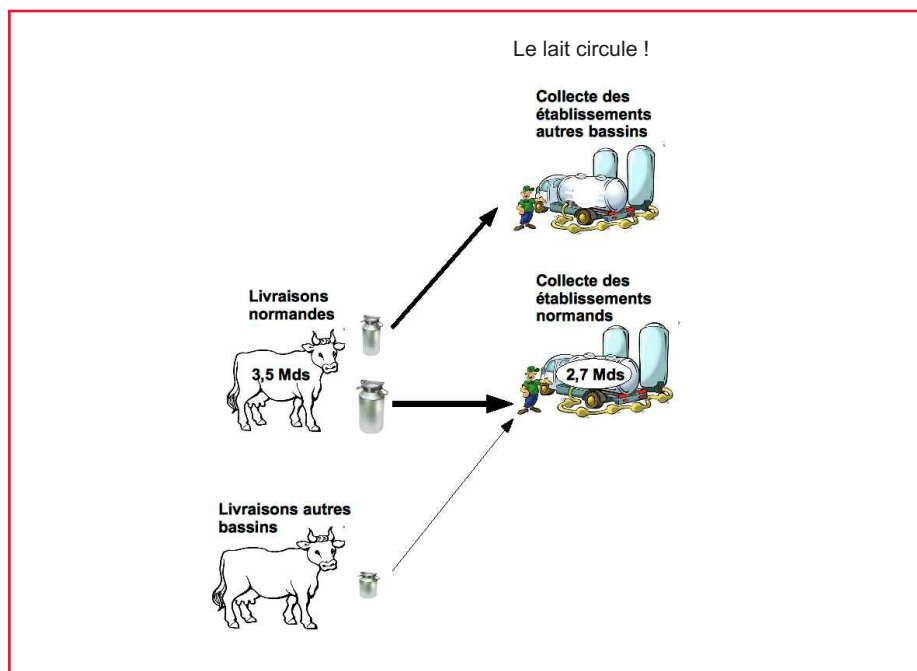 Le lait circule !
Collecte des
établissements
autres bassins
Collecte des
établissements
normands
2,7 Mds
Livraisons
normandes
3,5 Mds
Livraisons autres
bassins